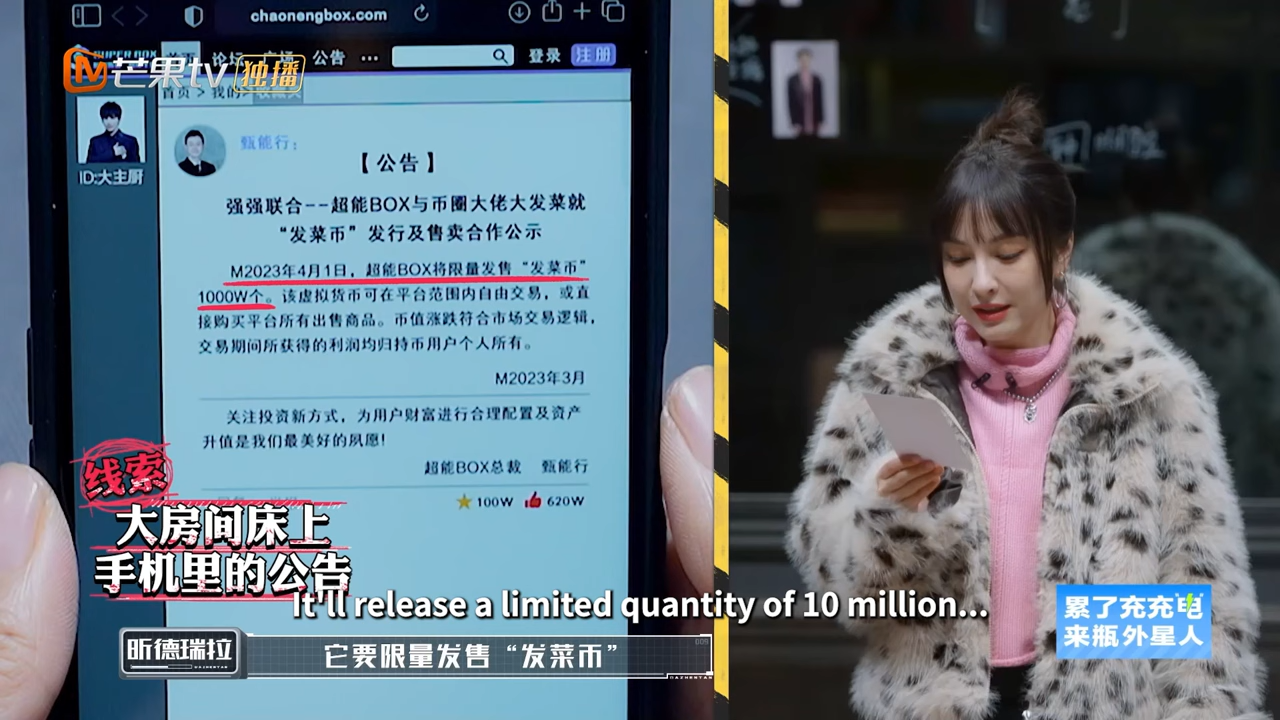 chaonengbox.com
SUPER BOX 首页 论坛 广场 公告 ... 登录 注册
芒果tv 独播
首页 > 我的 > 收藏夹
ID:大主厨
甄能行：
【公告】
强强联合--超能BOX与币圈大佬大发菜就
“发菜币”发行及售卖合作公示
M2023年4月1日，超能BOX将限量发售“发菜币”
1000W个。该虚拟货币可在平台范围内自由交易，或直
接购买平台所有出售商品。币值涨跌符合市场交易逻辑，
交易期间所获得的利润均归持币用户个人所有。
M2023年3月
关注投资新方式，为用户财富进行合理配置及资产
升值是我们最美好的夙愿!
超能BOX总裁 甄能行
100W 620W
线索
大房间床上
手机里的公告
It'll release a limited quantity of 10 million...
昕德瑞拉
它要限量发售“发菜币”
累了充充电
来瓶外星人